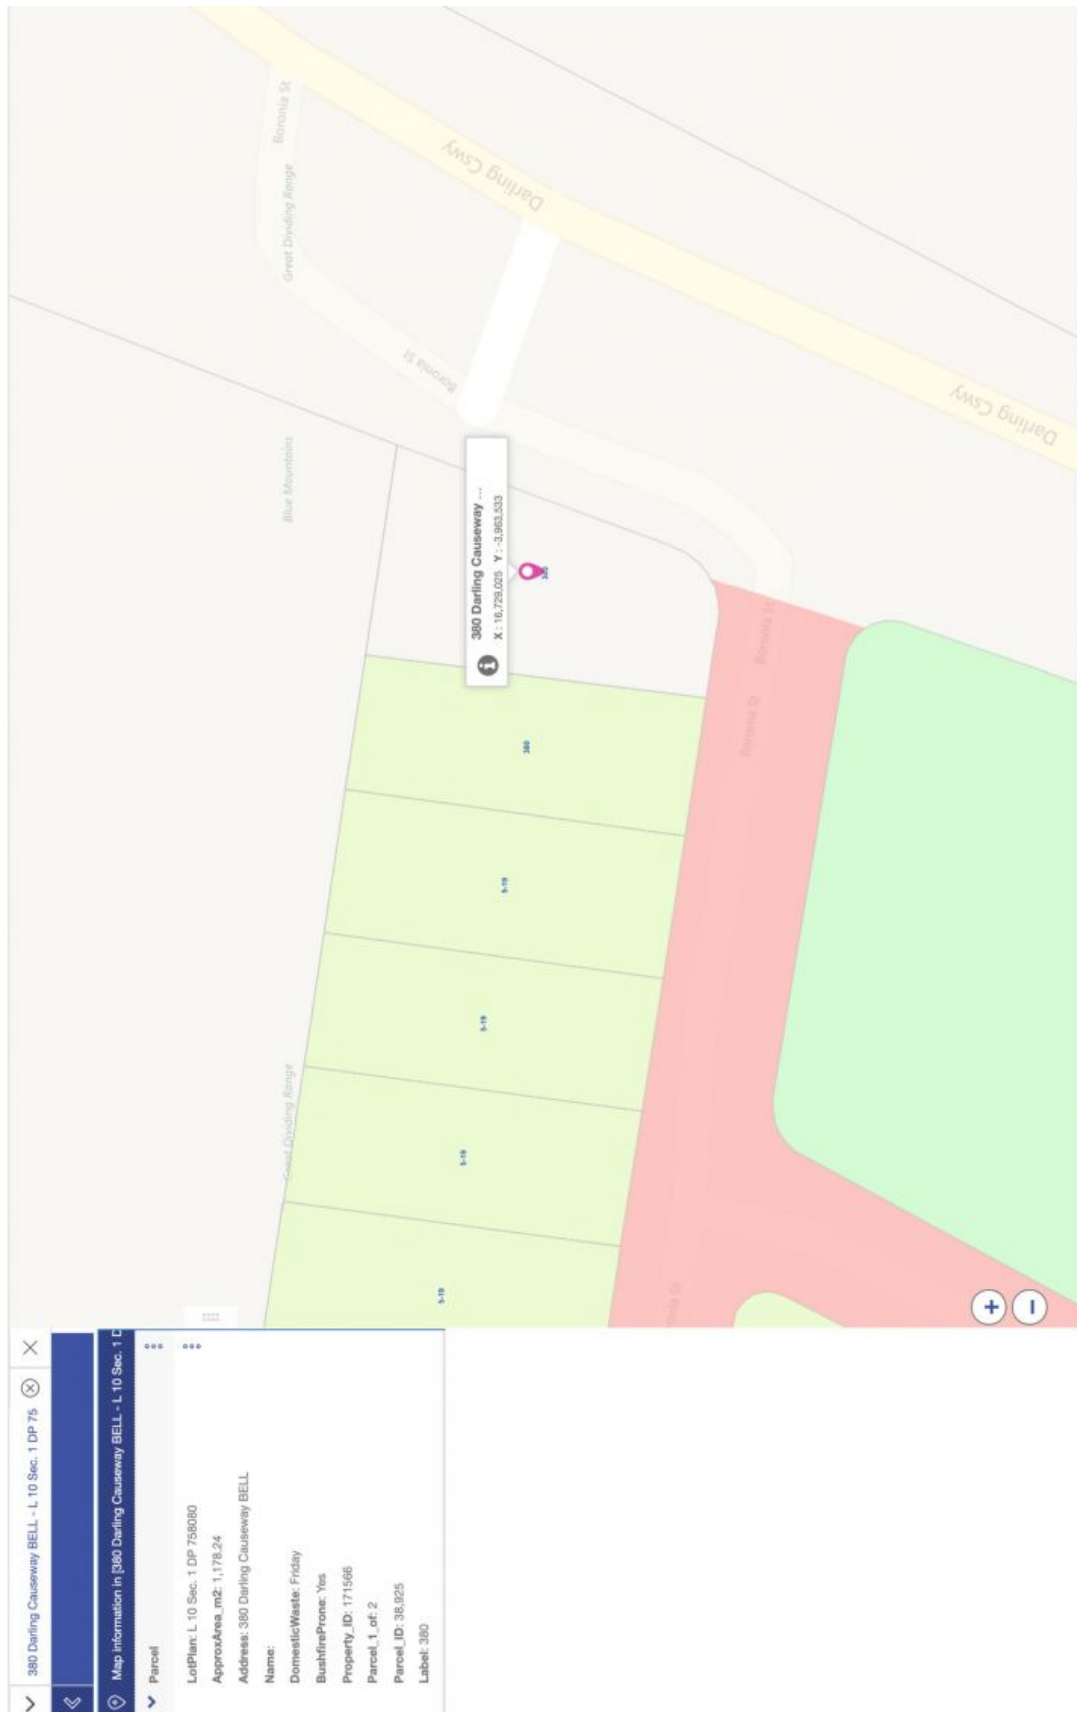 380 Darling Causeway BELL - L 10 Sec. 1 DP 75
Map information in [380 Darling Causeway BELL - L 10 Sec. 1 D
Parcel
LotPlan: L 10 Sec. 1 DP 758080
ApproxArea_m2: 1,178.24
Address: 380 Darling Causeway BELL
Name:
DomesticWaste: Friday
BushfireProne: Yes
Property_ID: 171566
Parcel_1_of: 2
Parcel_ID: 38,925
Label: 380
Great Dividing Range
Blue Mountains
Great Dividing Range
Boronia St
Boronia St
Darling Cswy
380 Darling Causeway ...
X : 16,729,025 Y : -3,963,533
380
5-19
5-19
5-19
5-19
Boronia St
Boronia St
Darling Cswy